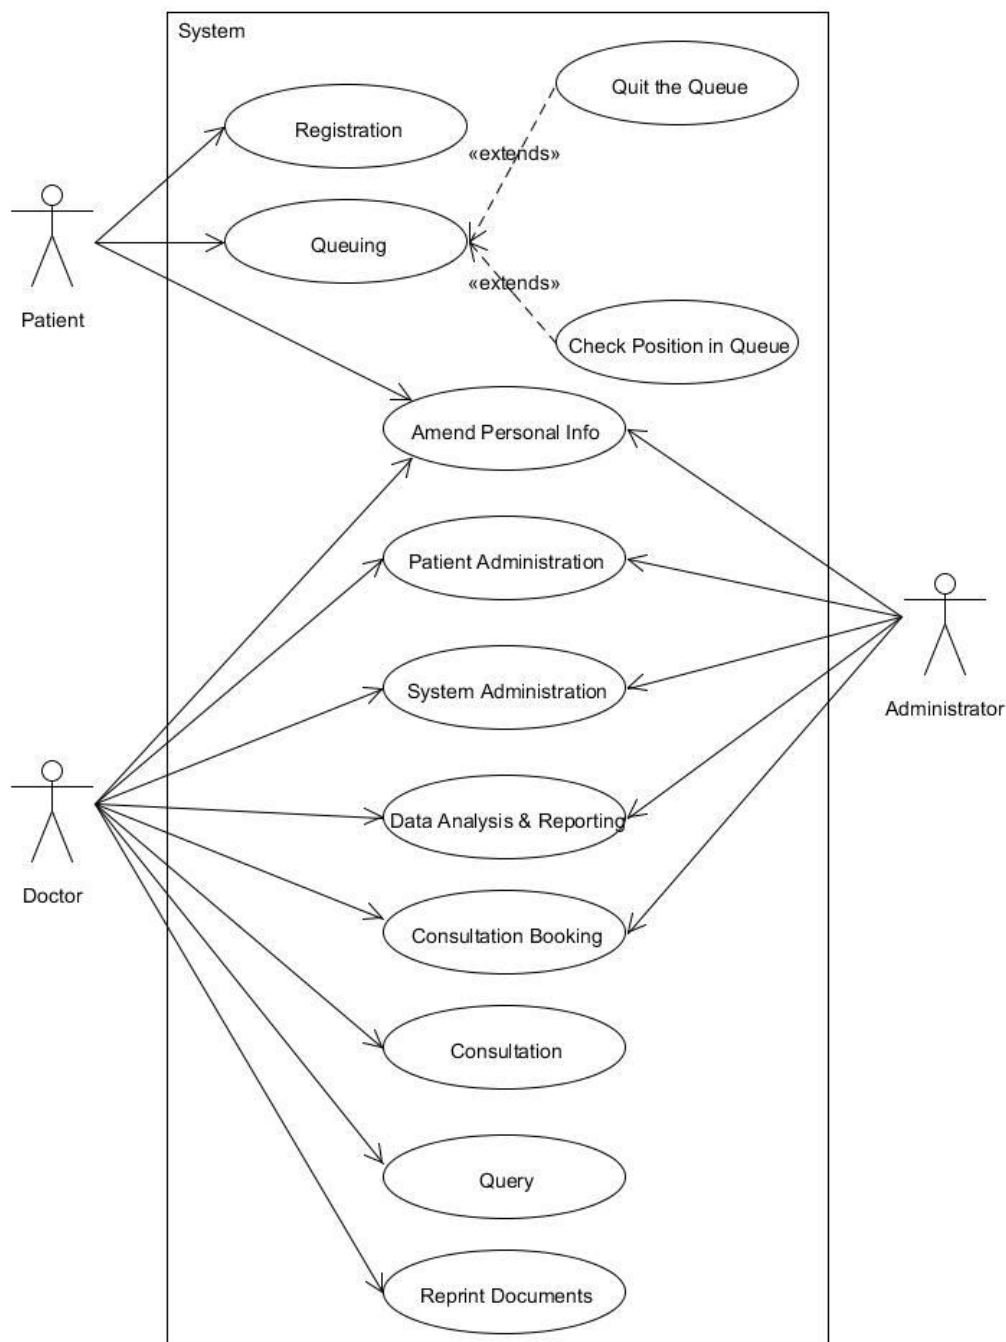 System
Quit the Queue
Registration
«extends»
Queuing
«extends»
Patient
Check Position in Queue
Amend Personal Info
Patient Administration
System Administration
Administrator
Data Analysis & Reporting
Doctor
Consultation Booking
Consultation
Query
Reprint Documents